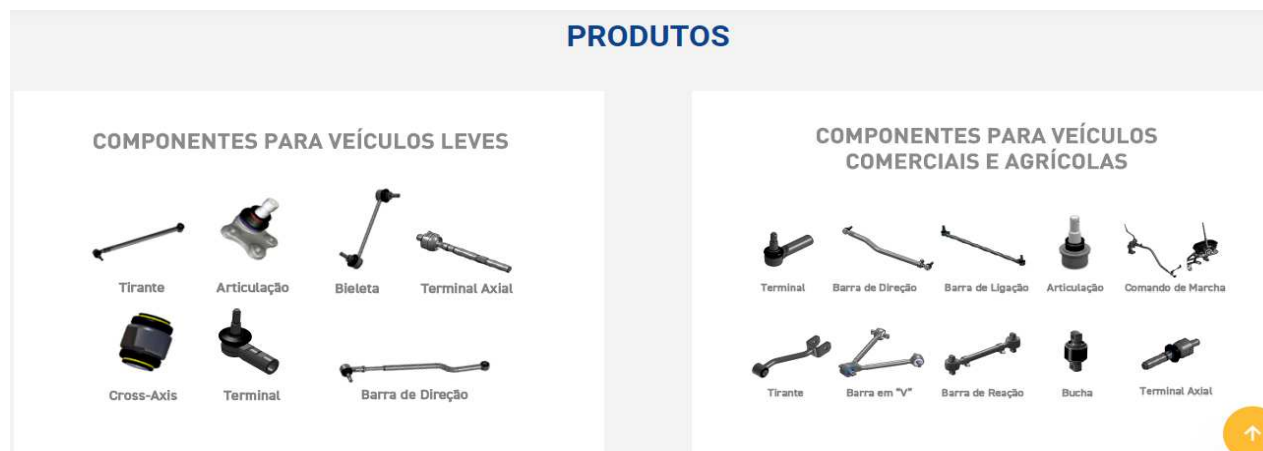 PRODUTOS
COMPONENTES PARA VEÍCULOS LEVES
Tirante
Articulação
Bieleta
Terminal Axial
Cross-Axis
Terminal
Barra de Direção
COMPONENTES PARA VEÍCULOS
COMERCIAIS E AGRÍCOLAS
Terminal
Barra de Direção
Barra de Ligação
Articulação
Comando de Marcha
Tirante
Barra em "V"
Barra de Reação
Bucha
Terminal Axial